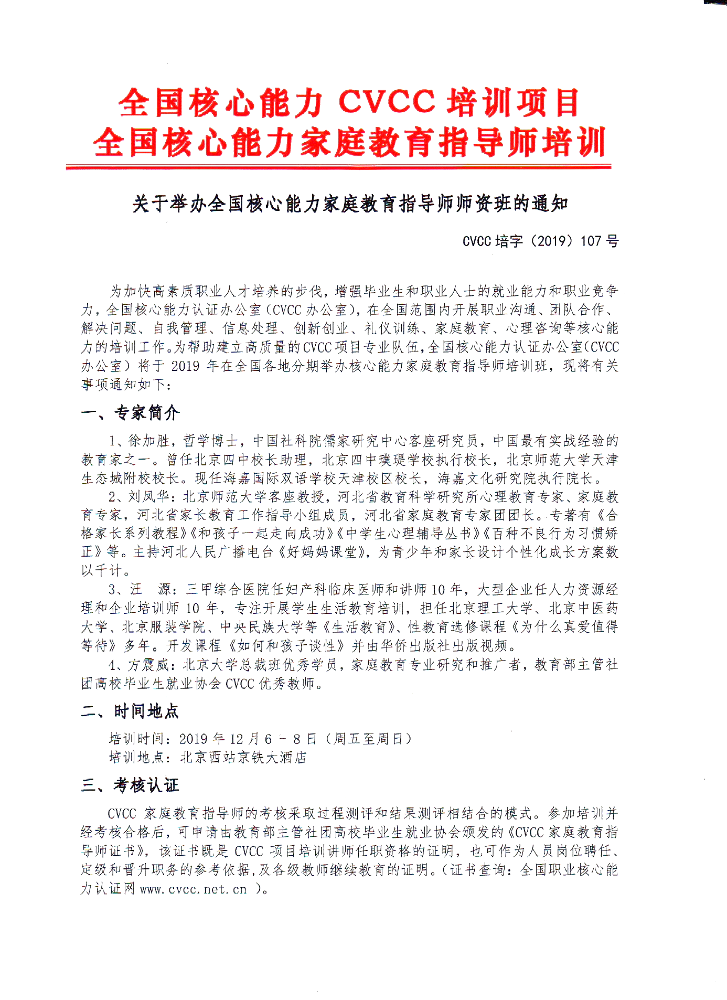 全国核心能力 CVCC 培训项目
全国核心能力家庭教育指导师培训
关于举办全国核心能力家庭教育指导师师资班的通知
CVCC 培字（2019）107 号
为加快高素质职业人才培养的步伐，增强毕业生和职业人士的就业能力和职业竞争
力，全国核心能力认证办公室（CVCC 办公室），在全国范围内开展职业沟通、团队合作、
解决问题、自我管理、信息处理、创新创业、礼仪训练、家庭教育、心理咨询等核心能
力的培训工作。为帮助建立高质量的 CVCC 项目专业队伍，全国核心能力认证办公室（CVCC
办公室）将于 2019 年在全国各地分期举办核心能力家庭教育指导师培训班，现将有关
事项通知如下：
一、专家简介
1、徐加胜，哲学博士，中国社科院儒家研究中心客座研究员，中国最有实战经验的
教育家之一。曾任北京四中校长助理，北京四中璞瑅学校执行校长，北京师范大学天津
生态城附校校长。现任海嘉国际双语学校天津校区校长，海嘉文化研究院执行院长。
2、刘凤华：北京师范大学客座教授，河北省教育科学研究所心理教育专家、家庭教
育专家，河北省家长教育工作指导小组成员，河北省家庭教育专家团团长。专著有《合
格家长系列教程》《和孩子一起走向成功》《中学生心理辅导丛书》《百种不良行为习惯矫
正》等。主持河北人民广播电台《好妈妈课堂》，为青少年和家长设计个性化成长方案数
以千计。
3、汪　源：三甲综合医院任妇产科临床医师和讲师 10 年，大型企业任人力资源经
理和企业培训师 10 年，专注开展学生生活教育培训，担任北京理工大学、北京中医药
大学、北京服装学院、中央民族大学等《生活教育》、性教育选修课程《为什么真爱值得
等待》多年。开发课程《如何和孩子谈性》并由华侨出版社出版视频。
4、方震威：北京大学总裁班优秀学员，家庭教育专业研究和推广者，教育部主管社
团高校毕业生就业协会 CVCC 优秀教师。
二、时间地点
培训时间：2019 年 12 月 6 - 8 日（周五至周日）
培训地点：北京西站京铁大酒店
三、考核认证
CVCC 家庭教育指导师的考核采取过程测评和结果测评相结合的模式。参加培训并
经考核合格后，可申请由教育部主管社团高校毕业生就业协会颁发的《CVCC 家庭教育指
导师证书》，该证书既是 CVCC 项目培训讲师任职资格的证明，也可作为人员岗位聘任、
定级和晋升职务的参考依据，及各级教师继续教育的证明。（证书查询：全国职业核心能
力认证网 www.cvcc.net.cn ）。